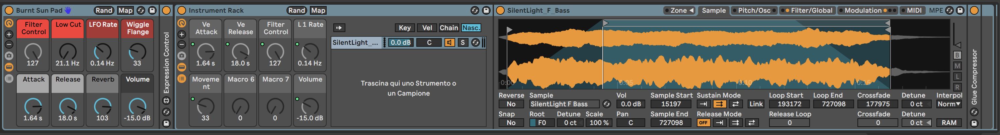 Burnt Sun Pad Rand Map
Filter Control Low Cut LFO Rate Wiggle Flange
127 21.1 Hz 0.14 Hz 33
Attack Release Reverb Volume
1.64 s 18.0 s 103 -15.0 dB
Expression Control
Instrument Rack Rand Map
Ve Attack Ve Release Filter Control L 1 Rate
1.64 s 18.0 s 127 0.14 Hz
Moveme
nt Macro 6 Macro 7 Volume
33 0 0 -15.0 dB
Key Vel Chain Nasc.
SilentLight_... 0.0 dB C S
Trascina qui uno Strumento o
un Campione
SilentLight_F_Bass Zone Sample Pitch/Osc Filter/Global Modulation MIDI MPE
0:00 0:05 0:10 0:15
B
M
L
R
Reverse Sample Vol Sample Start Sustain Mode Loop Start Loop End Crossfade Detune Interpol
No SilentLight F Bass 0.0 dB 15197 Link 193172 727098 177975 0 ct Norm
Snap Root Detune Scale Pan Sample End Release Mode Release Loop Crossfade Detune
No F0 0 ct 100 % C 727098 OFF 0 0 0 ct RAM
Glue Compressor